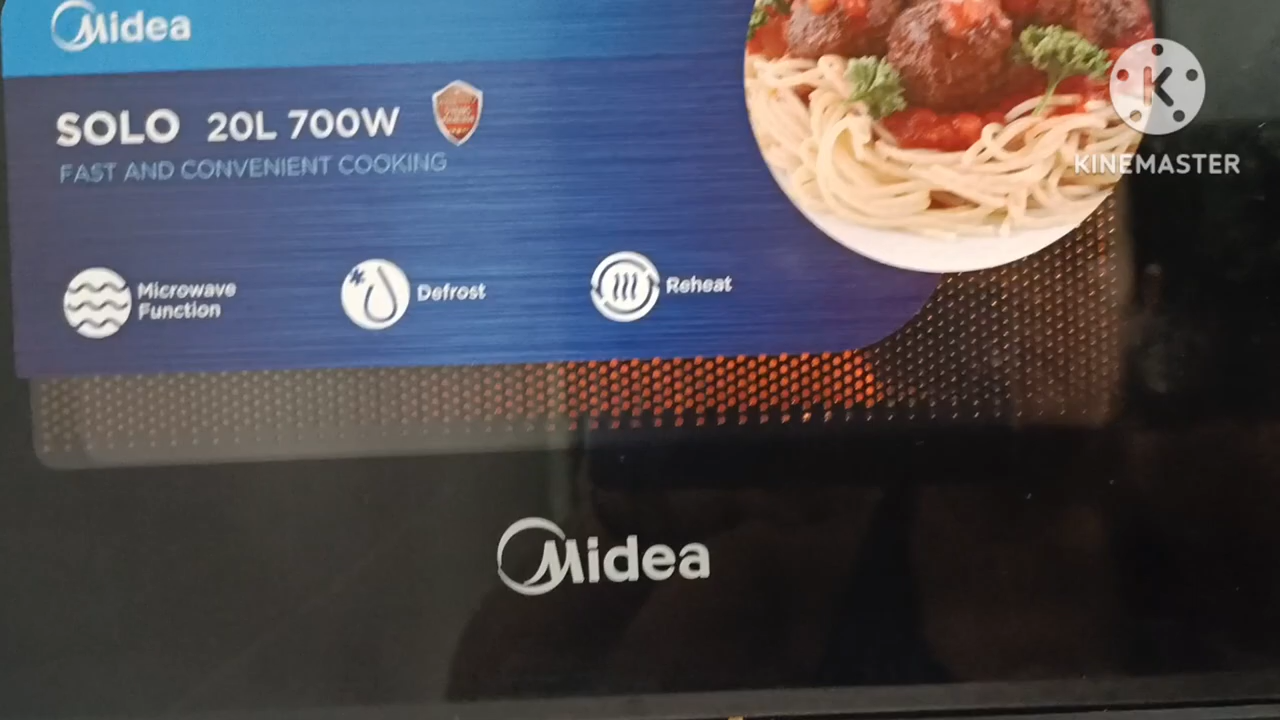 Midea
SOLO 20L 700W
FAST AND CONVENIENT COOKING
Microwave
Function
Defrost
Reheat
K
KINEMASTER
Midea